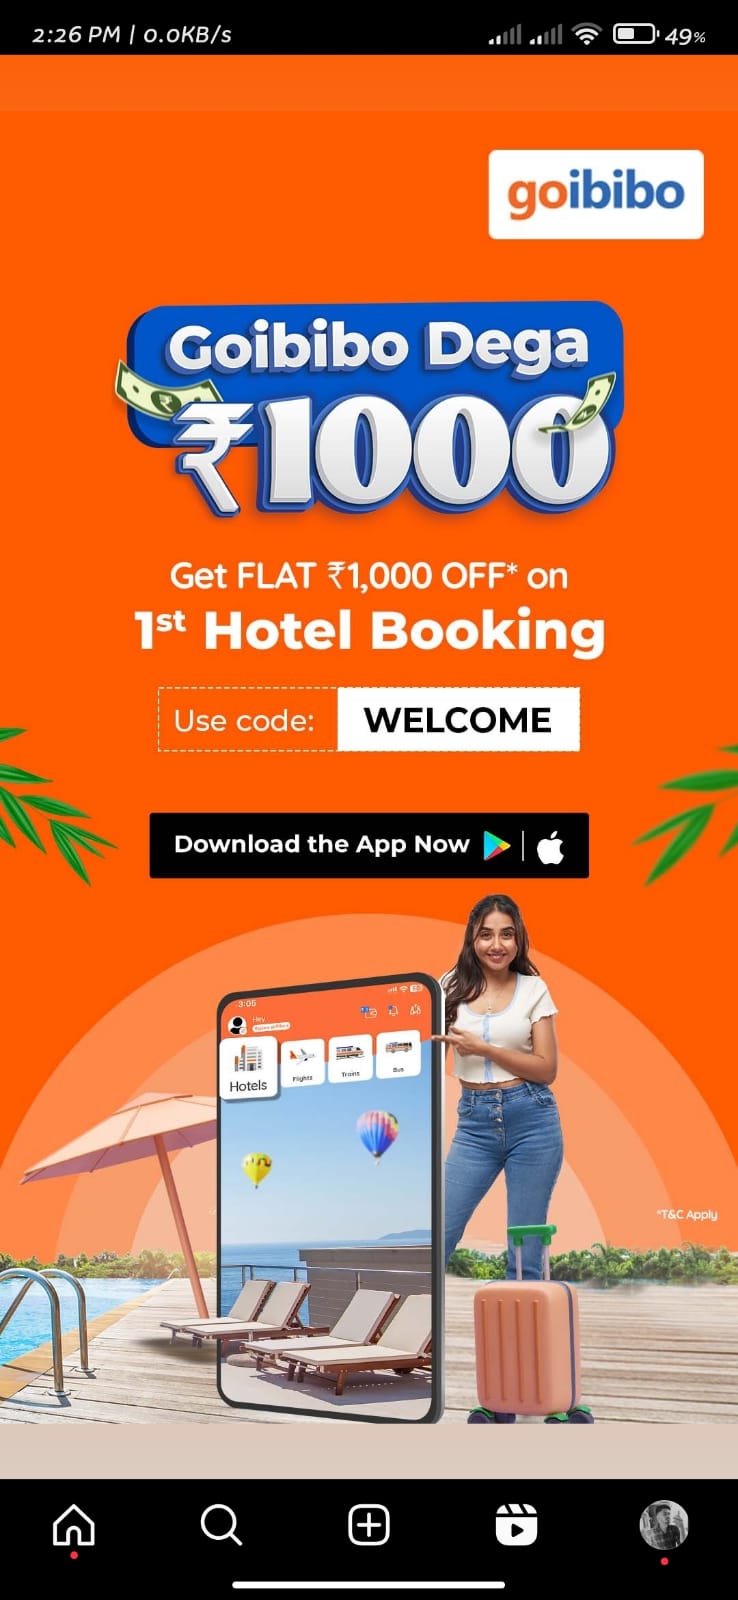 2:26 PM | 0.0KB/s
49%
goibibo
Goibibo Dega
₹1000
Get FLAT ₹1,000 OFF* on
1st Hotel Booking
Use code: WELCOME
Download the App Now
3:05
Hey
Hotels Flights Trains Bus
*T&C Apply